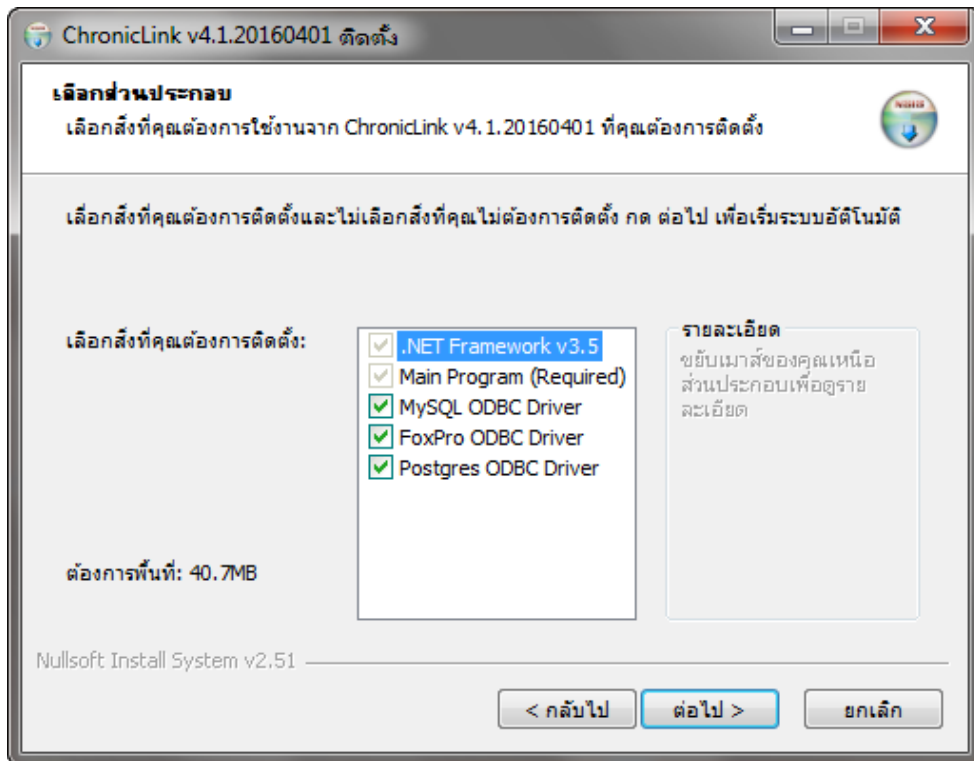 ChronicLink v4.1.20160401 ติดตั้ง
เลือกส่วนประกอบ
เลือกสิ่งที่คุณต้องการใช้งานจาก ChronicLink v4.1.20160401 ที่คุณต้องการติดตั้ง
เลื่อกสิ่งที่คุณต้องการติดตั้งและไม่เลือกสิ่งที่คุณไม่ต้องการติดตั้ง กด ต่อไป เพื่อเริ่มระบบอัติโนมัติ
เลือกสิ่งที่คุณต้องการติดตั้ง:
.NET Framework v3.5
Main Program (Required)
MySQL ODBC Driver
FoxPro ODBC Driver
Postgres ODBC Driver
รายละเอียด
ขยับเมาส์ของคุณเหนือ
ส่วนประกอบเพื่อดูราย
ละเอียด
ต้องการพื้นที่: 40.7MB
Nullsoft Install System v2.51
< กลับไป
ต่อไป >
ยกเลิก